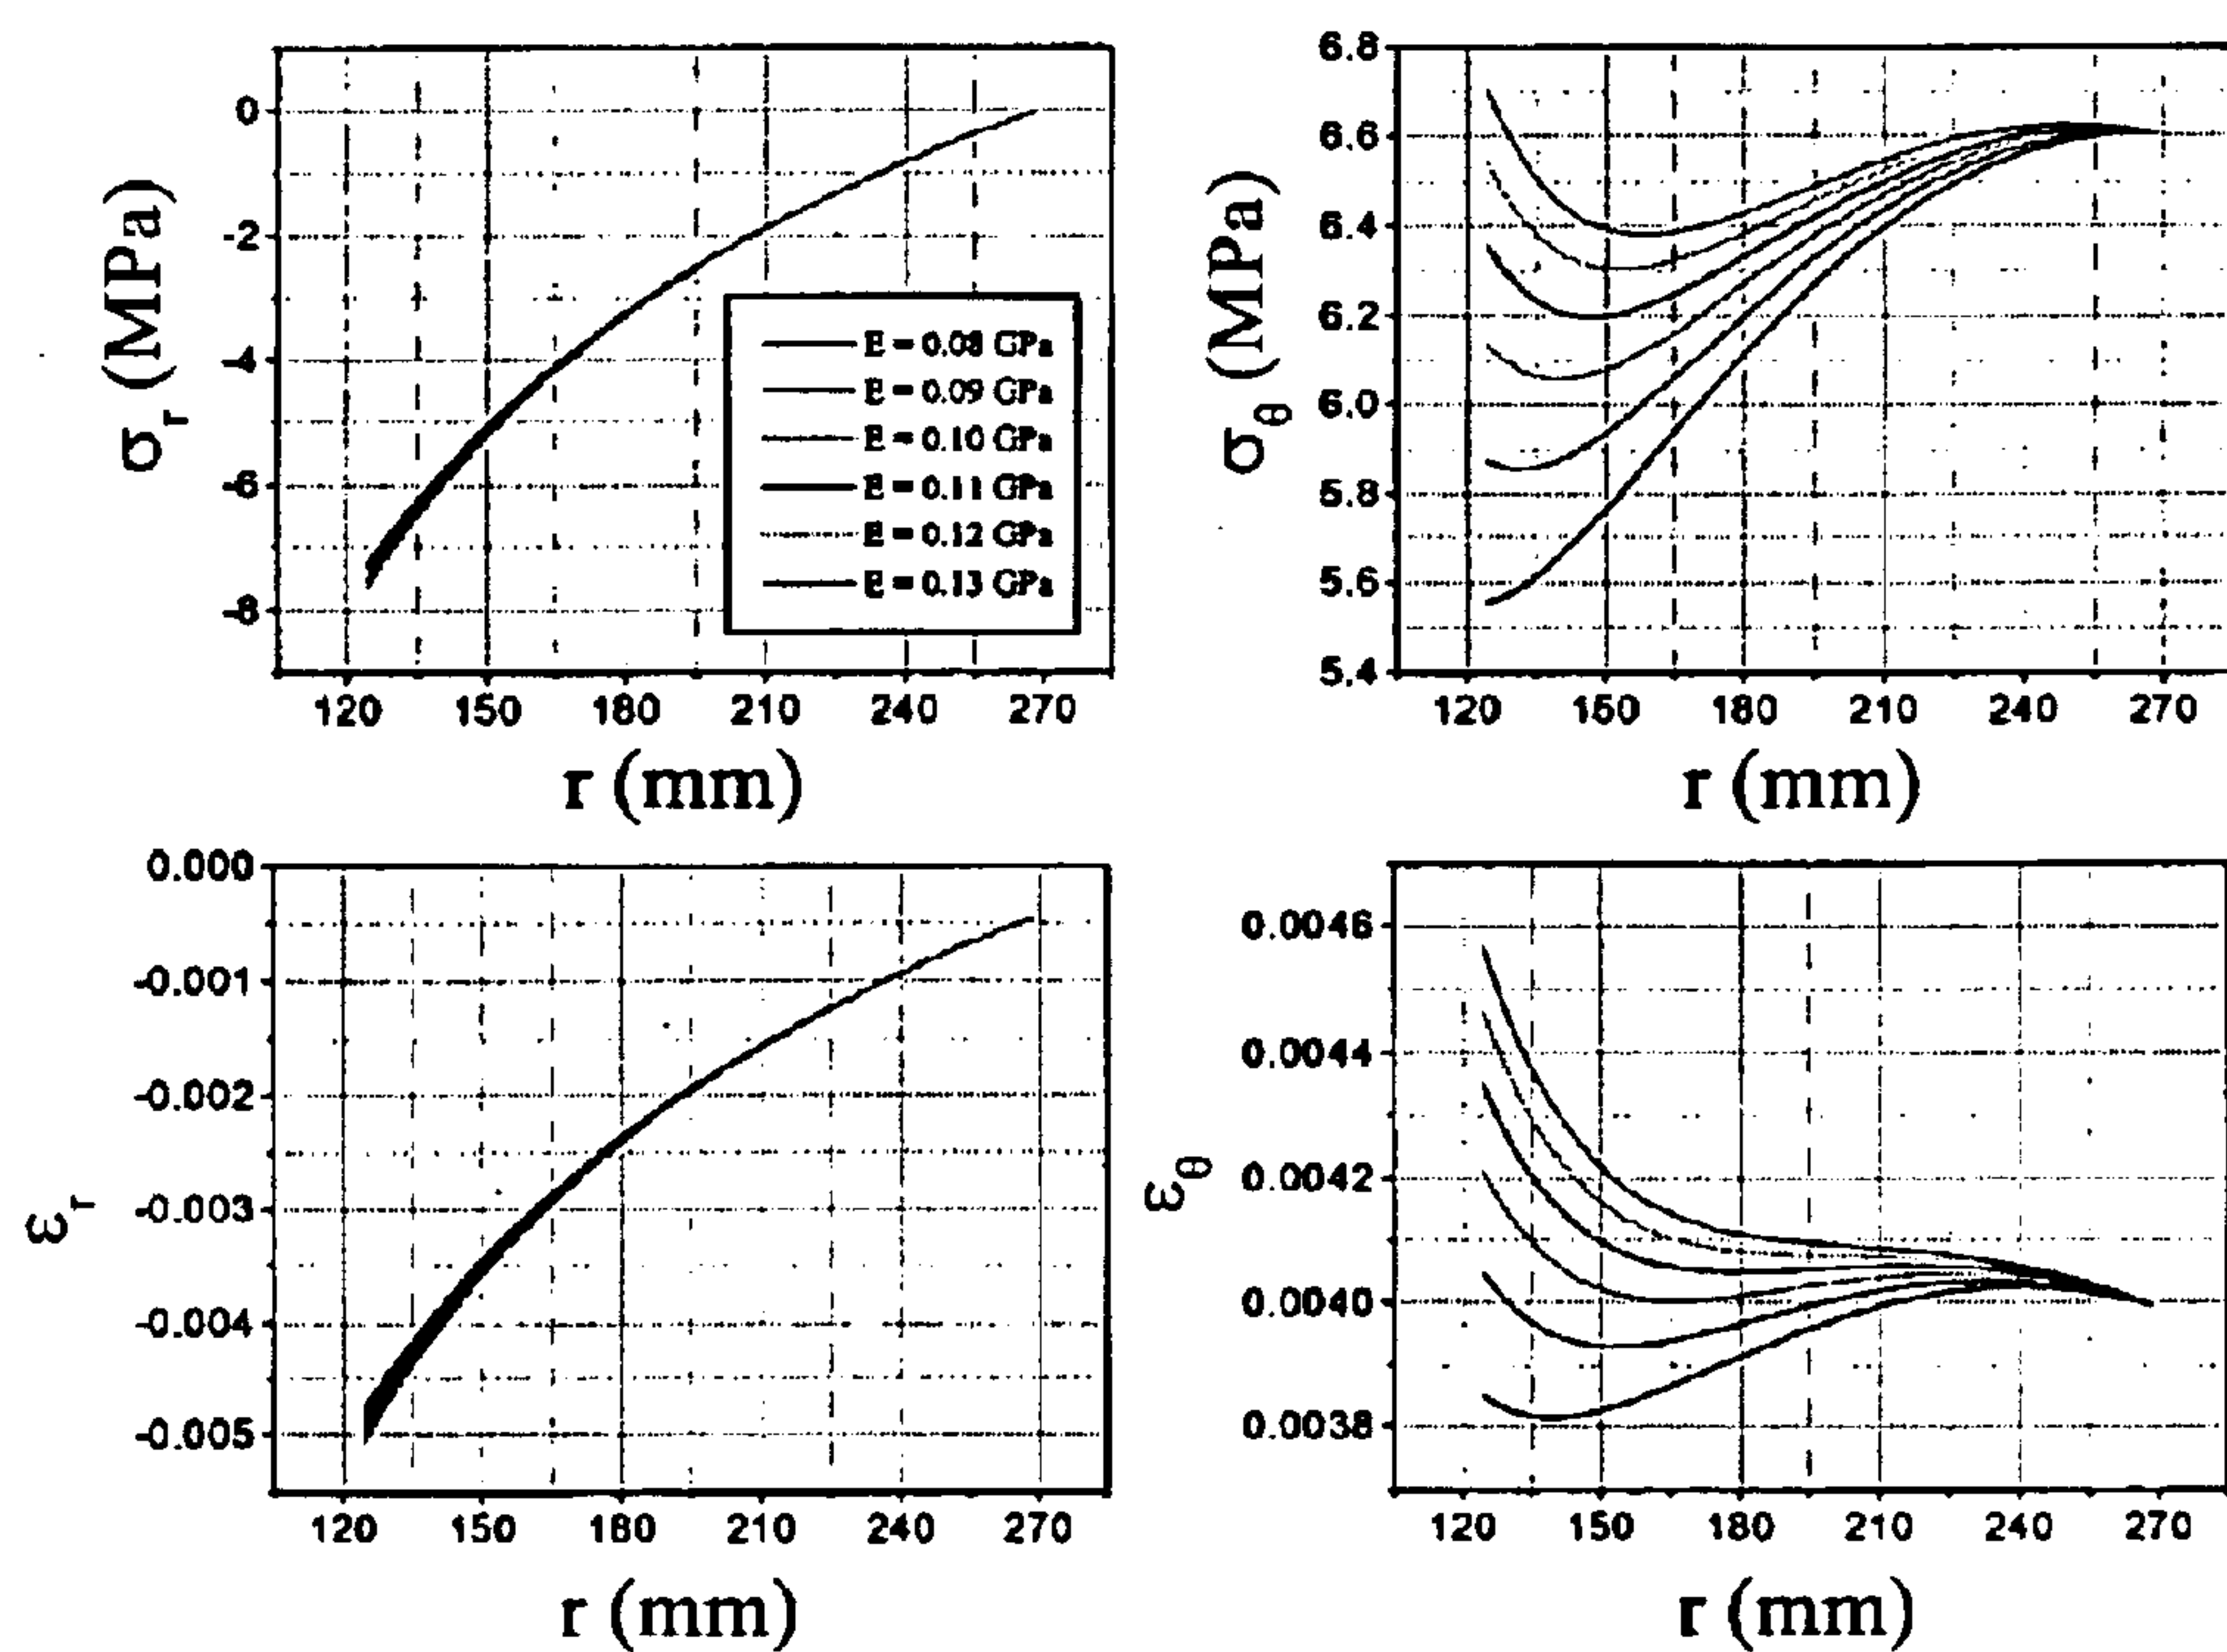 σr (MPa)
0
-2
-4
-6
-8
E = 0.08 GPa
E = 0.09 GPa
E = 0.10 GPa
E = 0.11 GPa
E = 0.12 GPa
E = 0.13 GPa
120 150 180 210 240 270
r (mm)
σθ (MPa)
6.8
6.6
6.4
6.2
6.0
5.8
5.6
5.4
120 150 180 210 240 270
r (mm)
εr
0.000
-0.001
-0.002
-0.003
-0.004
-0.005
120 150 180 210 240 270
r (mm)
εθ
0.0046
0.0044
0.0042
0.0040
0.0038
120 150 180 210 240 270
r (mm)